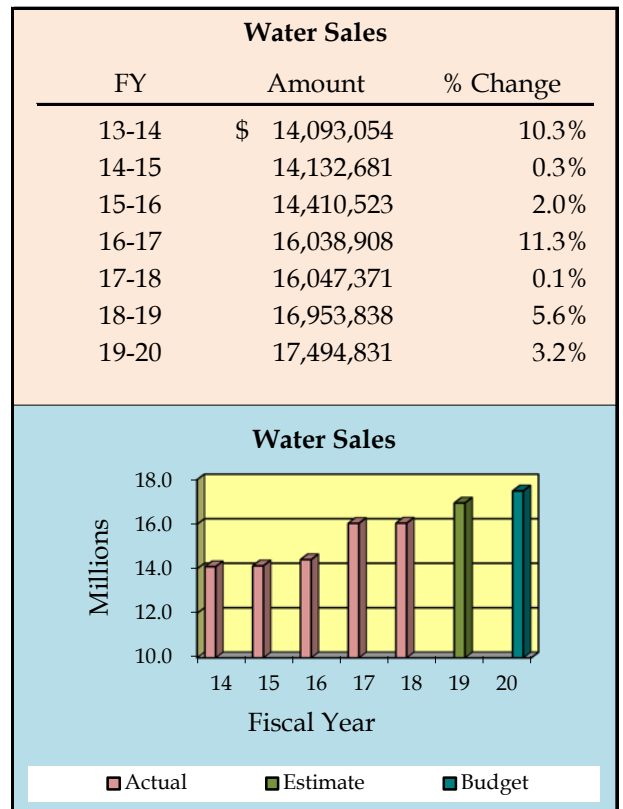 Water Sales
FY Amount % Change
13-14 $ 14,093,054 10.3%
14-15 14,132,681 0.3%
15-16 14,410,523 2.0%
16-17 16,038,908 11.3%
17-18 16,047,371 0.1%
18-19 16,953,838 5.6%
19-20 17,494,831 3.2%
Water Sales
18.0
16.0
14.0
12.0
10.0
Millions
14 15 16 17 18 19 20
Fiscal Year
Actual Estimate Budget